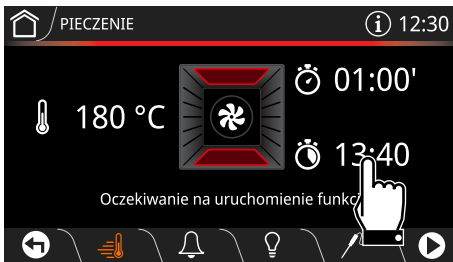 PIECZENIE
i 12:30
01:00'
180 °C
13:40
Oczekiwanie na uruchomienie